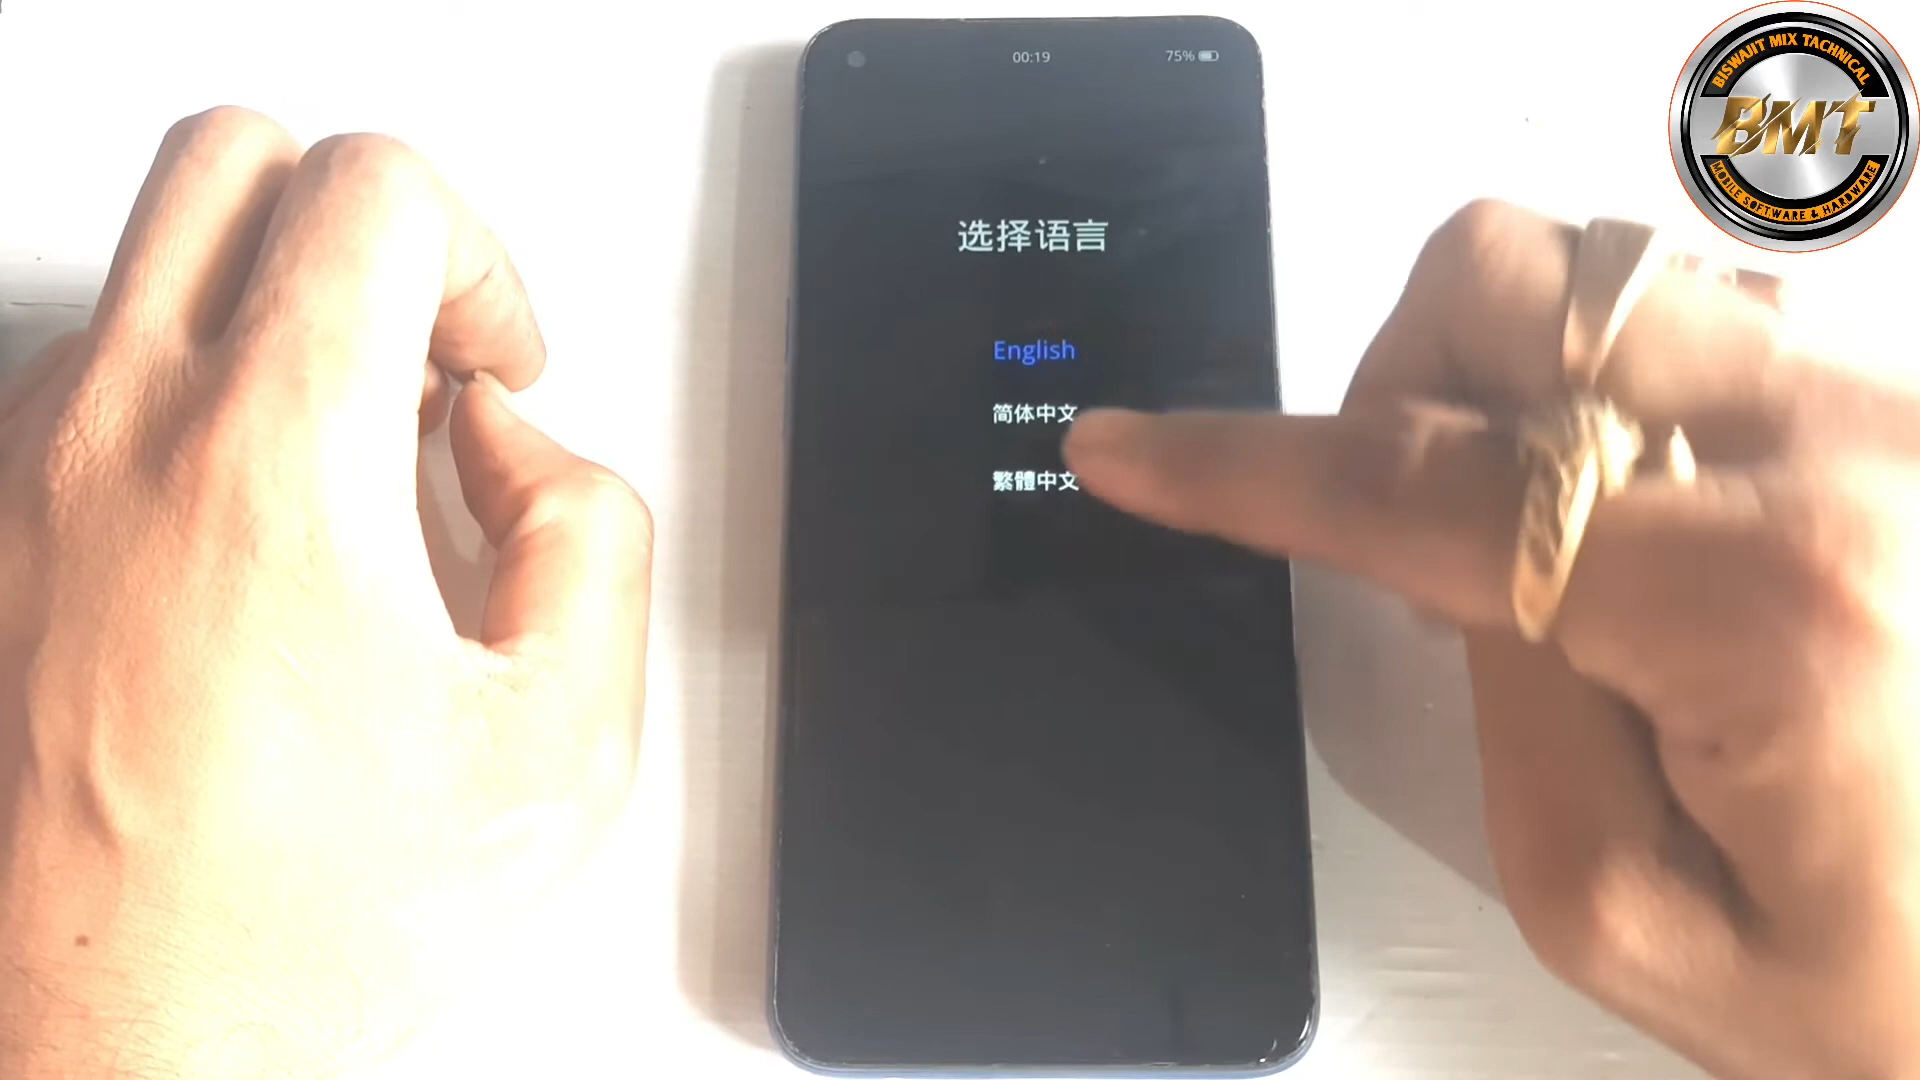 00:19
75%
选择语言
English
简体中文
繁體中文
BISWAJIT MIX TACHNICAL
BMT
MOBILE SOFTWARE & HARDWARE